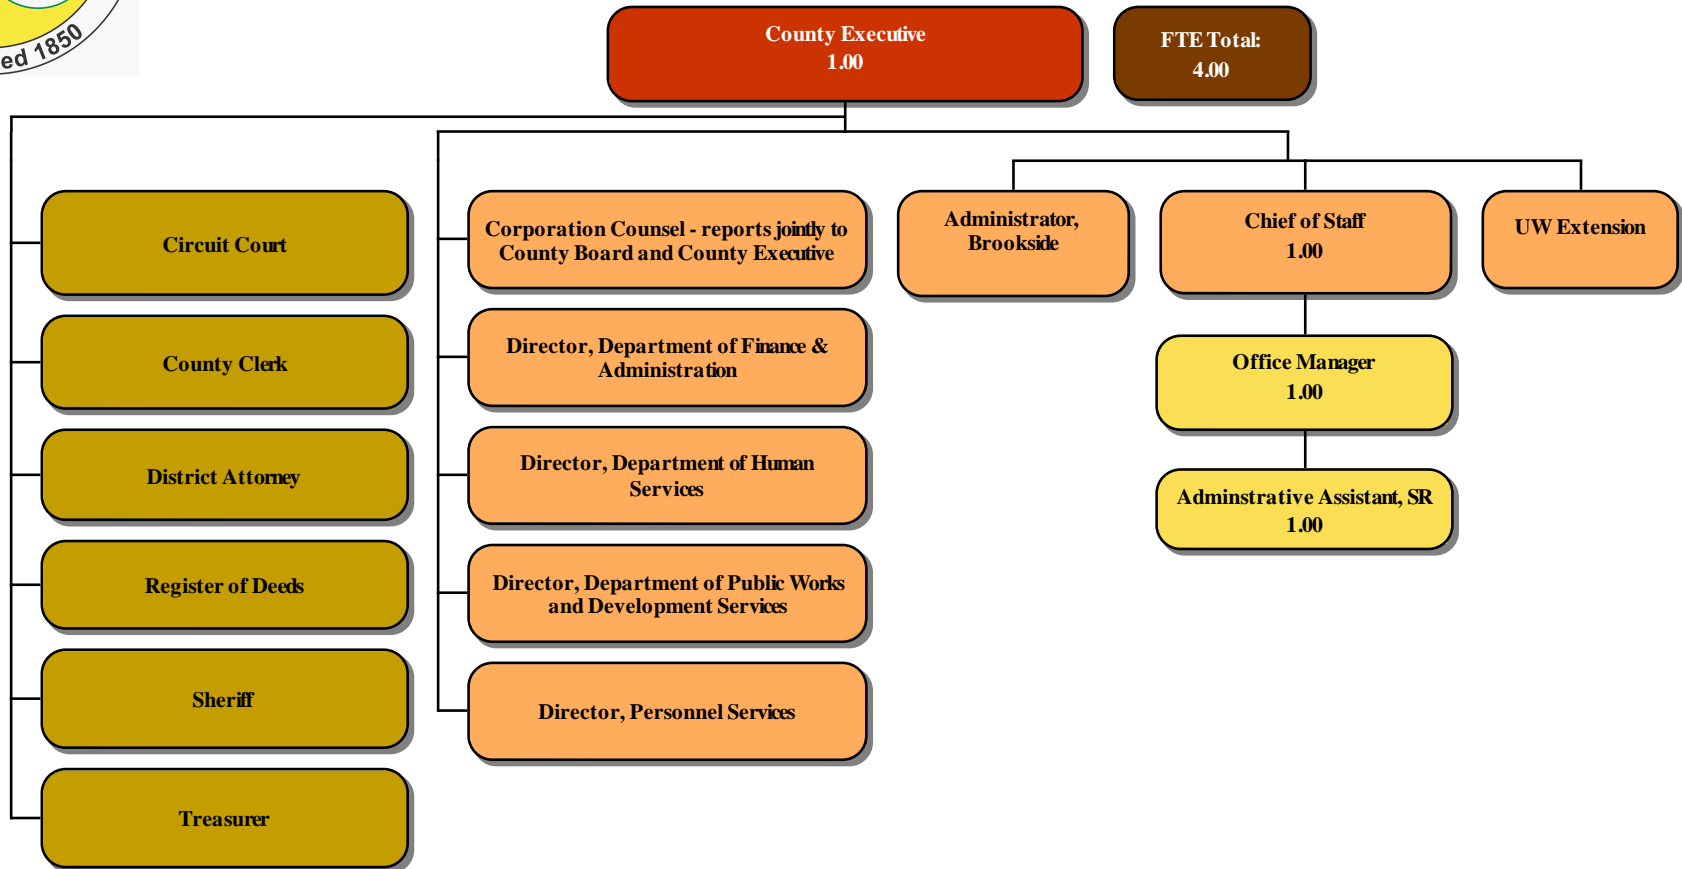 ed 1850
County Executive
1.00
FTE Total:
4.00
Circuit Court
County Clerk
District Attorney
Register of Deeds
Sheriff
Treasurer
Corporation Counsel - reports jointly to
County Board and County Executive
Director, Department of Finance &
Administration
Director, Department of Human
Services
Director, Department of Public Works
and Development Services
Director, Personnel Services
Administrator,
Brookside
Chief of Staff
1.00
UW Extension
Office Manager
1.00
Adminstrative Assistant, SR
1.00